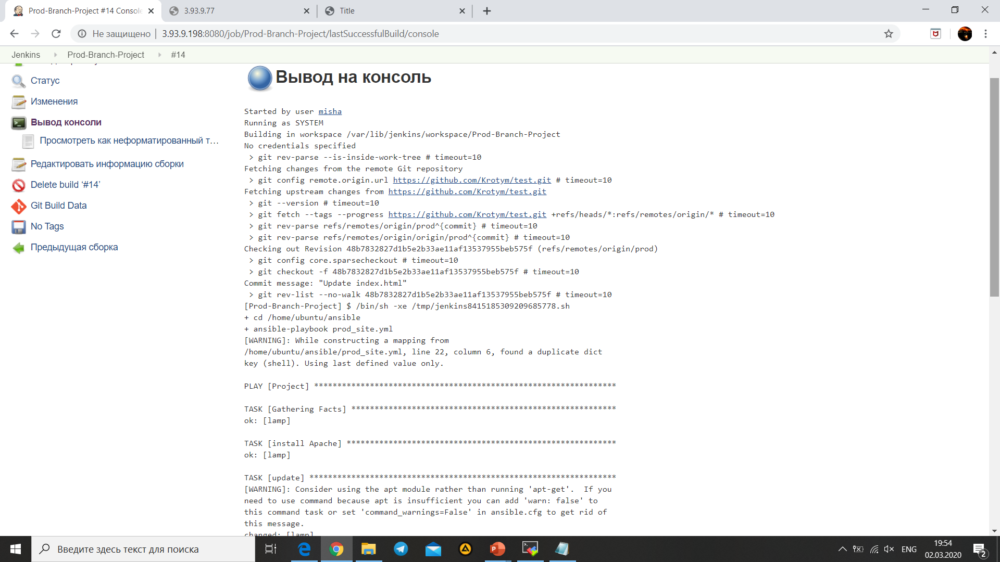 Prod-Branch-Project #14 Console
3.93.9.77
Title
Не защищено
3.93.9.198:8080/job/Prod-Branch-Project/lastSuccessfulBuild/console
Jenkins
Prod-Branch-Project
#14
Статус
Изменения
Вывод консоли
Просмотреть как неформатированный т…
Редактировать информацию сборки
Delete build ‘#14’
Git Build Data
No Tags
Предыдущая сборка
Вывод на консоль
Started by user misha
Running as SYSTEM
Building in workspace /var/lib/jenkins/workspace/Prod-Branch-Project
No credentials specified
> git rev-parse --is-inside-work-tree # timeout=10
Fetching changes from the remote Git repository
> git config remote.origin.url https://github.com/Krotym/test.git # timeout=10
Fetching upstream changes from https://github.com/Krotym/test.git
> git --version # timeout=10
> git fetch --tags --progress https://github.com/Krotym/test.git +refs/heads/*:refs/remotes/origin/* # timeout=10
> git rev-parse refs/remotes/origin/prod^{commit} # timeout=10
> git rev-parse refs/remotes/origin/origin/prod^{commit} # timeout=10
Checking out Revision 48b7832827d1b5e2b33ae11af13537955beb575f (refs/remotes/origin/prod)
> git config core.sparsecheckout # timeout=10
> git checkout -f 48b7832827d1b5e2b33ae11af13537955beb575f # timeout=10
Commit message: "Update index.html"
> git rev-list --no-walk 48b7832827d1b5e2b33ae11af13537955beb575f # timeout=10
[Prod-Branch-Project] $ /bin/sh -xe /tmp/jenkins8415185309209685778.sh
+ cd /home/ubuntu/ansible
+ ansible-playbook prod_site.yml
[WARNING]: While constructing a mapping from
/home/ubuntu/ansible/prod_site.yml, line 22, column 6, found a duplicate dict
key (shell). Using last defined value only.
PLAY [Project] *****************************************************************
TASK [Gathering Facts] *********************************************************
ok: [lamp]
TASK [install Apache] **********************************************************
ok: [lamp]
TASK [update] ******************************************************************
[WARNING]: Consider using the apt module rather than running 'apt-get'.  If you
need to use command because apt is insufficient you can add 'warn: false' to
this command task or set 'command_warnings=False' in ansible.cfg to get rid of
this message.
changed: [lamp]
Введите здесь текст для поиска
ENG
19:54
02.03.2020
2